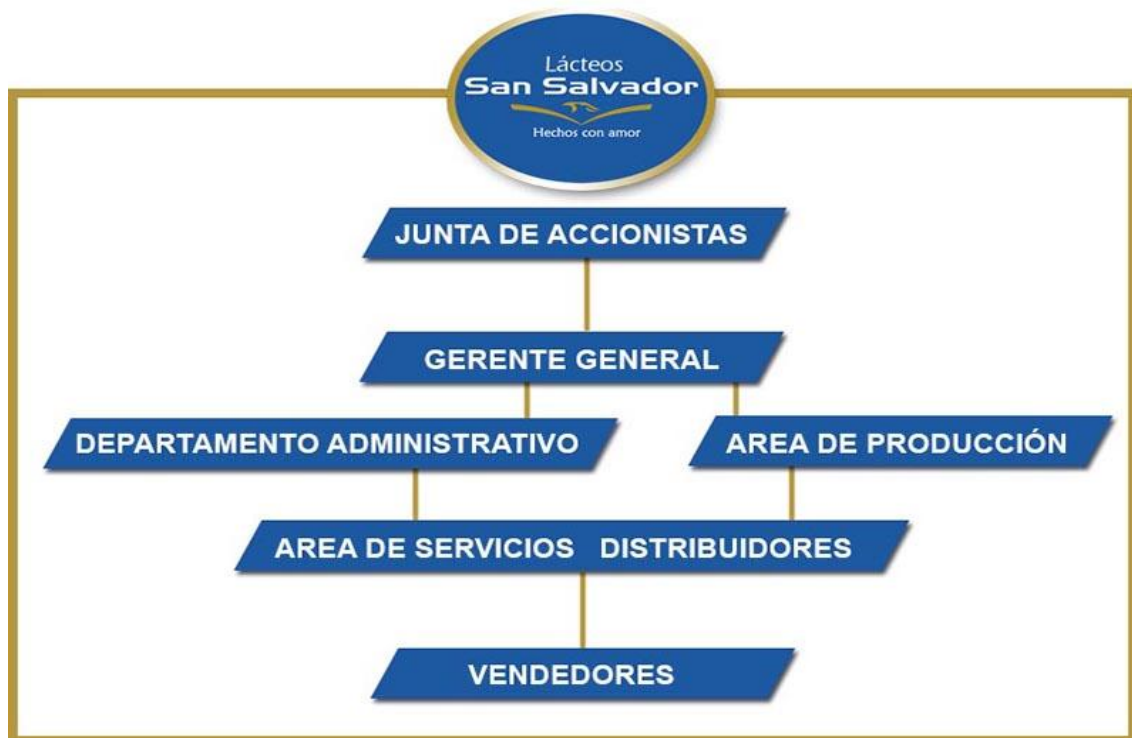 Lácteos
San Salvador
Hechos con amor
JUNTA DE ACCIONISTAS
GERENTE GENERAL
DEPARTAMENTO ADMINISTRATIVO
AREA DE PRODUCCIÓN
AREA DE SERVICIOS DISTRIBUIDORES
VENDEDORES